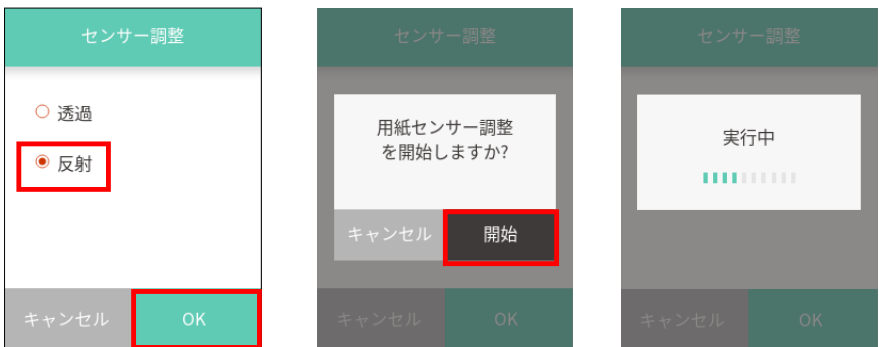 センサー調整
透過
反射
キャンセル
OK
センサー調整
用紙センサー調整
を開始しますか?
キャンセル
開始
キャンセル
OK
センサー調整
実行中
キャンセル
OK